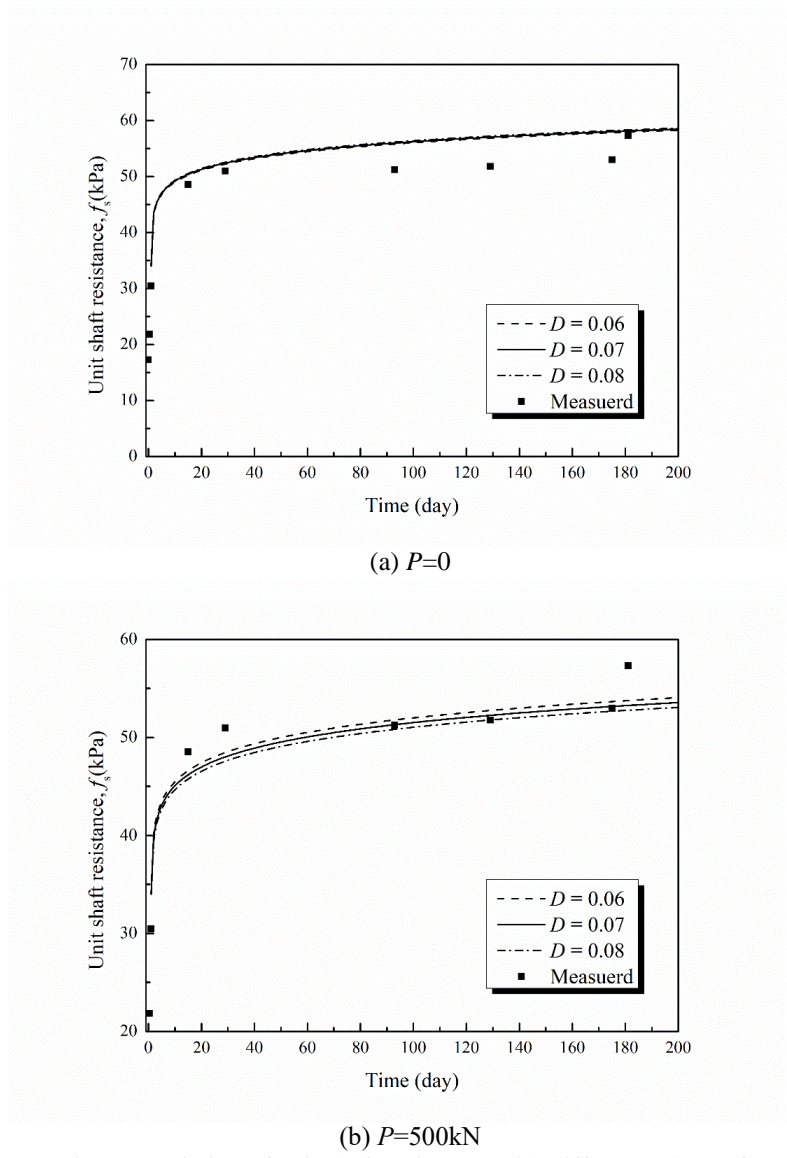 70
60
50
40
30
20
10
0
Unit shaft resistance, fs(kPa)
D = 0.06
D = 0.07
D = 0.08
Measuerd
0 20 40 60 80 100 120 140 160 180 200
Time (day)
(a) P=0
60
50
40
30
20
Unit shaft resistance, fs(kPa)
D = 0.06
D = 0.07
D = 0.08
Measuerd
0 20 40 60 80 100 120 140 160 180 200
Time (day)
(b) P=500kN